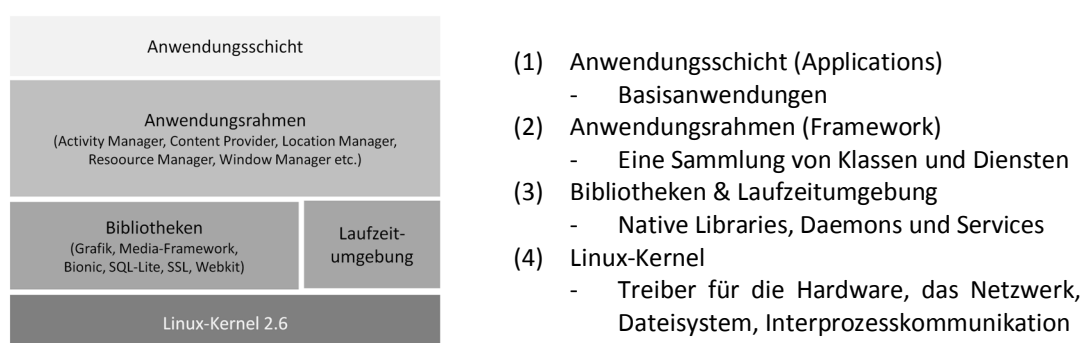 Anwendungsschicht
Anwendungsrahmen
(Activity Manager, Content Provider, Location Manager,
Resoource Manager, Window Manager etc.)
Bibliotheken
(Grafik, Media-Framework,
Bionic, SQL-Lite, SSL, Webkit)
Laufzeit-
umgebung
Linux-Kernel 2.6
(1) Anwendungsschicht (Applications)
- Basisanwendungen
(2) Anwendungsrahmen (Framework)
- Eine Sammlung von Klassen und Diensten
(3) Bibliotheken & Laufzeitumgebung
- Native Libraries, Daemons und Services
(4) Linux-Kernel
- Treiber für die Hardware, das Netzwerk,
Dateisystem, Interprozesskommunikation